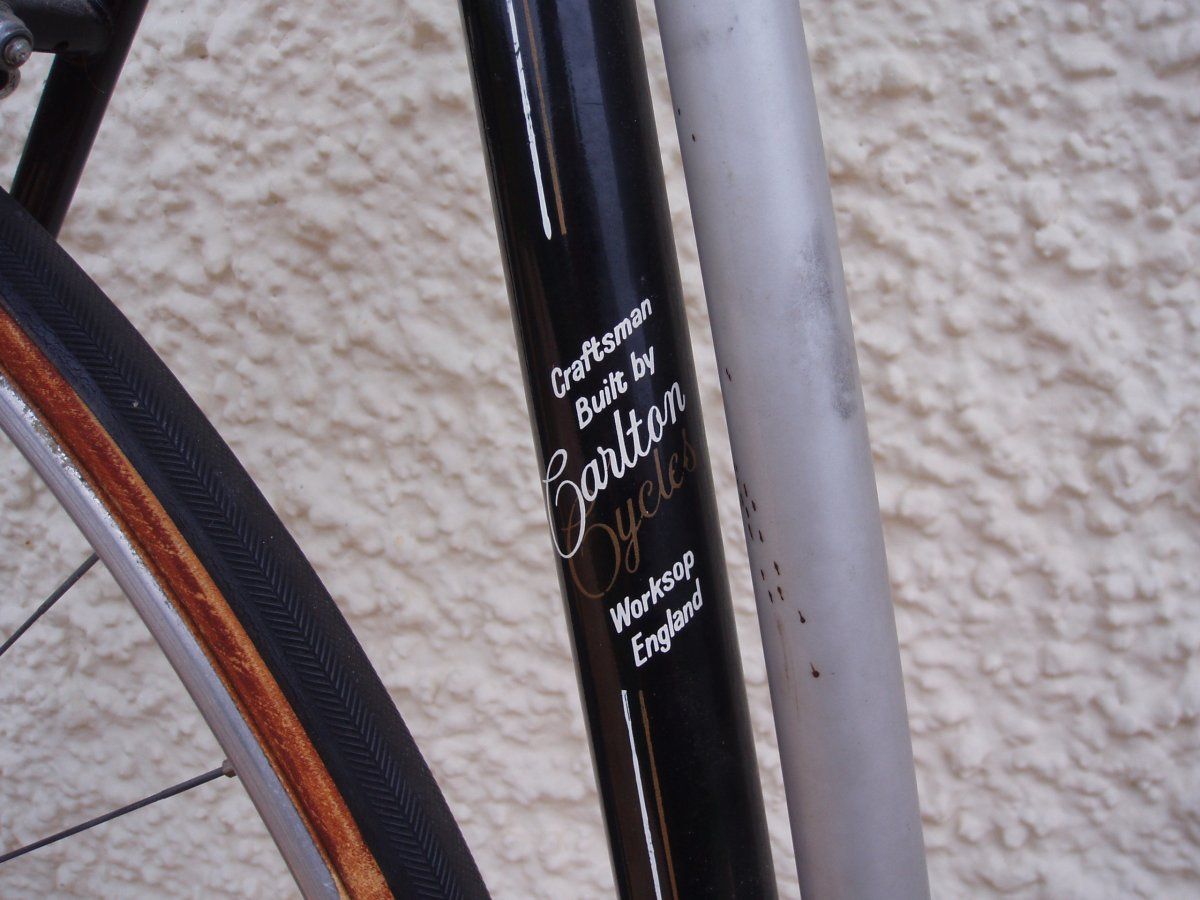 Craftsman
Built by
Carlton
Cycles
Worksop
England